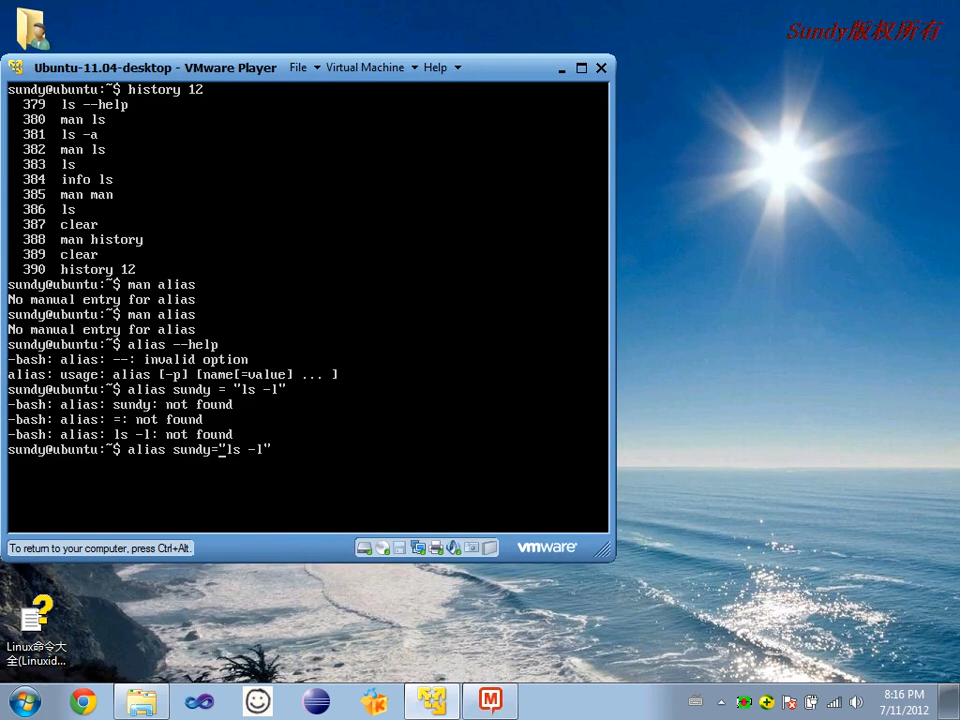 Sundy版权所有
Ubuntu-11.04-desktop - VMware Player File Virtual Machine Help
sundy@ubuntu:~$ history 12
379 ls --help
380 man ls
381 ls -a
382 man ls
383 ls
384 info ls
385 man man
386 ls
387 clear
388 man history
389 clear
390 history 12
sundy@ubuntu:~$ man alias
No manual entry for alias
sundy@ubuntu:~$ man alias
No manual entry for alias
sundy@ubuntu:~$ alias --help
-bash: alias: --: invalid option
alias: usage: alias [-p] [name[=value] ... ]
sundy@ubuntu:~$ alias sundy = "ls -l"
-bash: alias: sundy: not found
-bash: alias: =: not found
-bash: alias: ls -l: not found
sundy@ubuntu:~$ alias sundy="ls -l"
To return to your computer, press Ctrl+Alt.
vmware
Linux命令大
全(Linuxid...
8:16 PM
7/11/2012